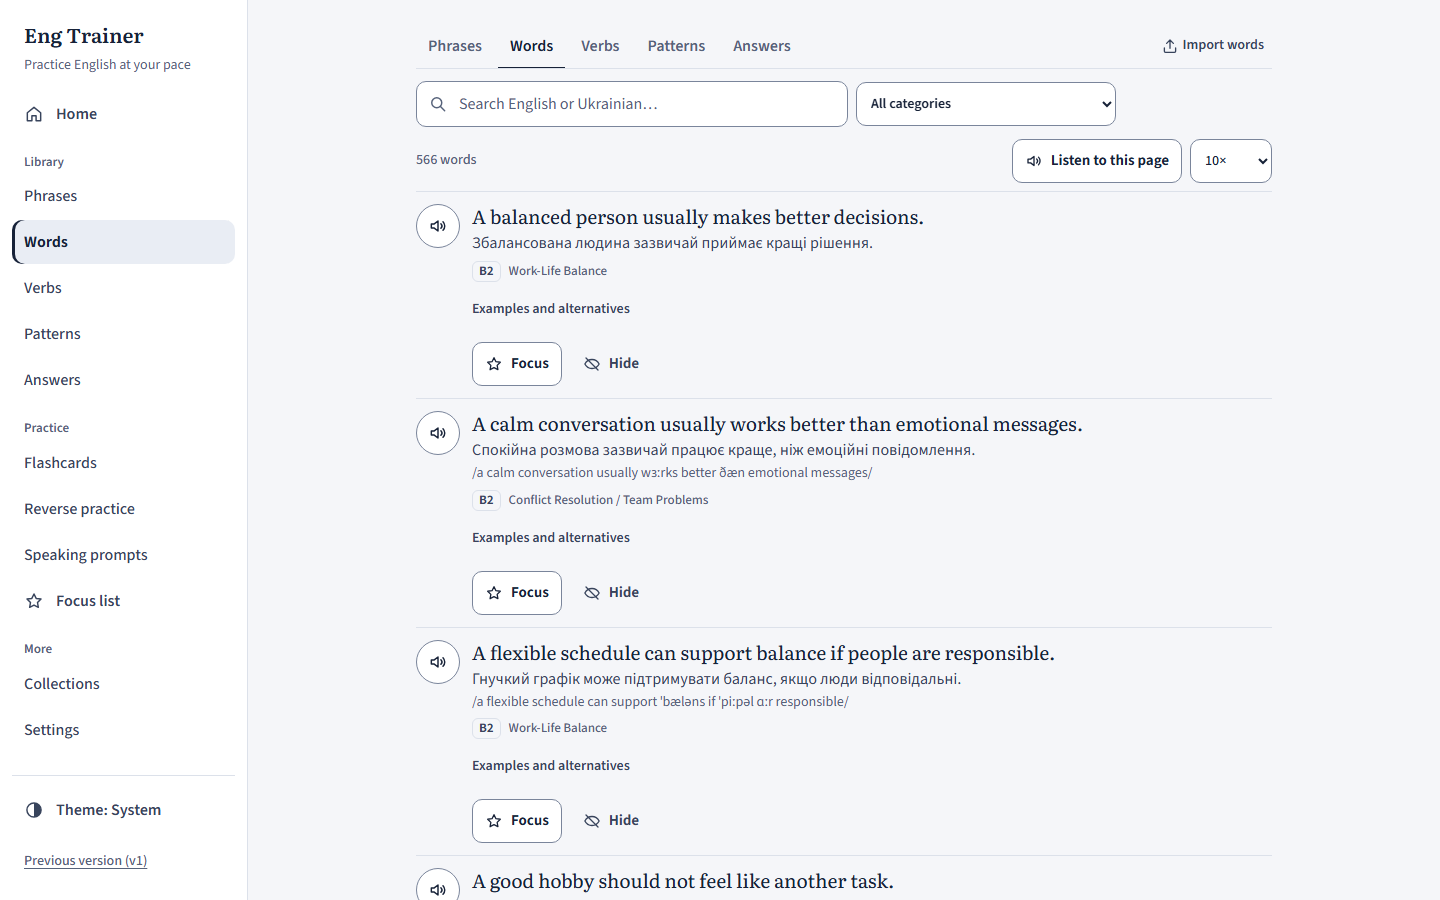 Eng Trainer
Practice English at your pace
Home
Library
Phrases
Words
Verbs
Patterns
Answers
Practice
Flashcards
Reverse practice
Speaking prompts
Focus list
More
Collections
Settings
Theme: System
Previous version (v1)
Phrases Words Verbs Patterns Answers Import words
Search English or Ukrainian… All categories
566 words Listen to this page 10×
A balanced person usually makes better decisions.
Збалансована людина зазвичай приймає кращі рішення.
B2 Work-Life Balance
Examples and alternatives
Focus Hide
A calm conversation usually works better than emotional messages.
Спокійна розмова зазвичай працює краще, ніж емоційні повідомлення.
/a calm conversation usually wɜːrks better ðæn emotional messages/
B2 Conflict Resolution / Team Problems
Examples and alternatives
Focus Hide
A flexible schedule can support balance if people are responsible.
Гнучкий графік може підтримувати баланс, якщо люди відповідальні.
/a flexible schedule can support ˈbæləns if ˈpiːpəl ɑːr responsible/
B2 Work-Life Balance
Examples and alternatives
Focus Hide
A good hobby should not feel like another task.